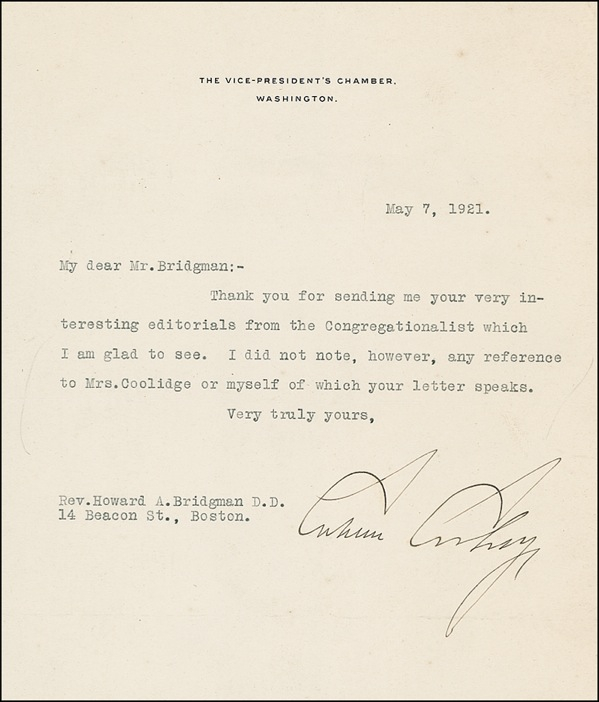 THE VICE-PRESIDENT'S CHAMBER.
WASHINGTON.
May 7, 1921.
My dear Mr.Bridgman:-
Thank you for sending me your very in-
teresting editorials from the Congregationalist which
I am glad to see. I did not note, however, any reference
to Mrs.Coolidge or myself of which your letter speaks.
Very truly yours,
Rev.Howard A.Bridgman D.D.
14 Beacon St., Boston.
Calvin Coolidge